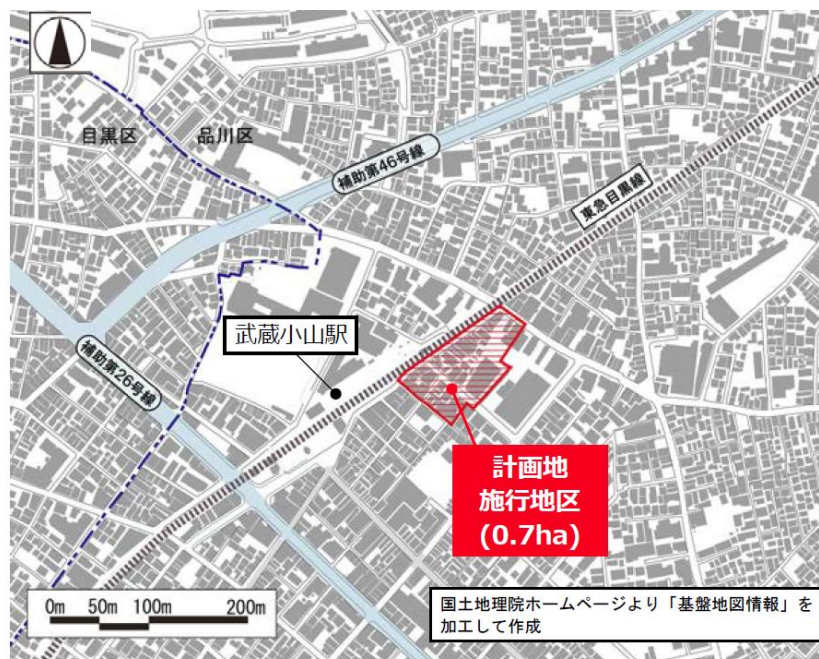 目黒区
品川区
補助第46号線
東急目黒線
武蔵小山駅
補助第26号線
計画地
施行地区
(0.7ha)
0m 50m 100m 200m
国土地理院ホームページより「基盤地図情報」を
加工して作成